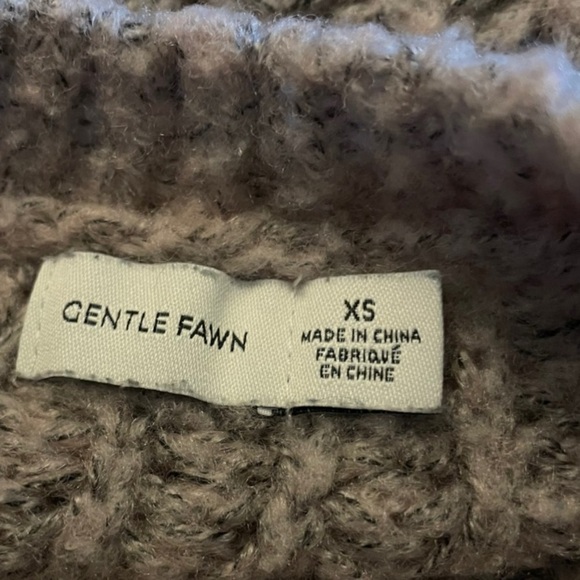 GENTLE FAWN
XS
MADE IN CHINA
FABRIQUÉ
EN CHINE